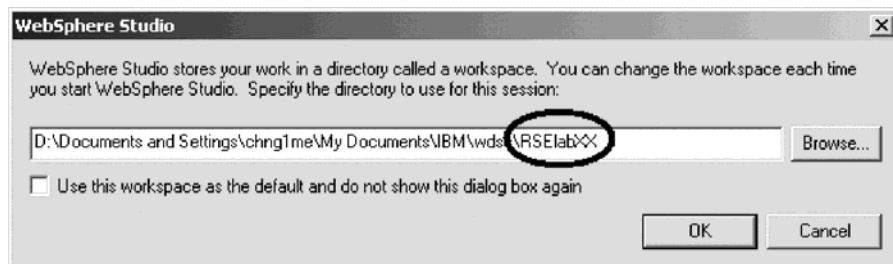 WebSphere Studio
WebSphere Studio stores your work in a directory called a workspace. You can change the workspace each time
you start WebSphere Studio. Specify the directory to use for this session:
D:\Documents and Settings\chng1me\My Documents\IBM\wds \RSElabXX
Browse...
Use this workspace as the default and do not show this dialog box again
OK
Cancel